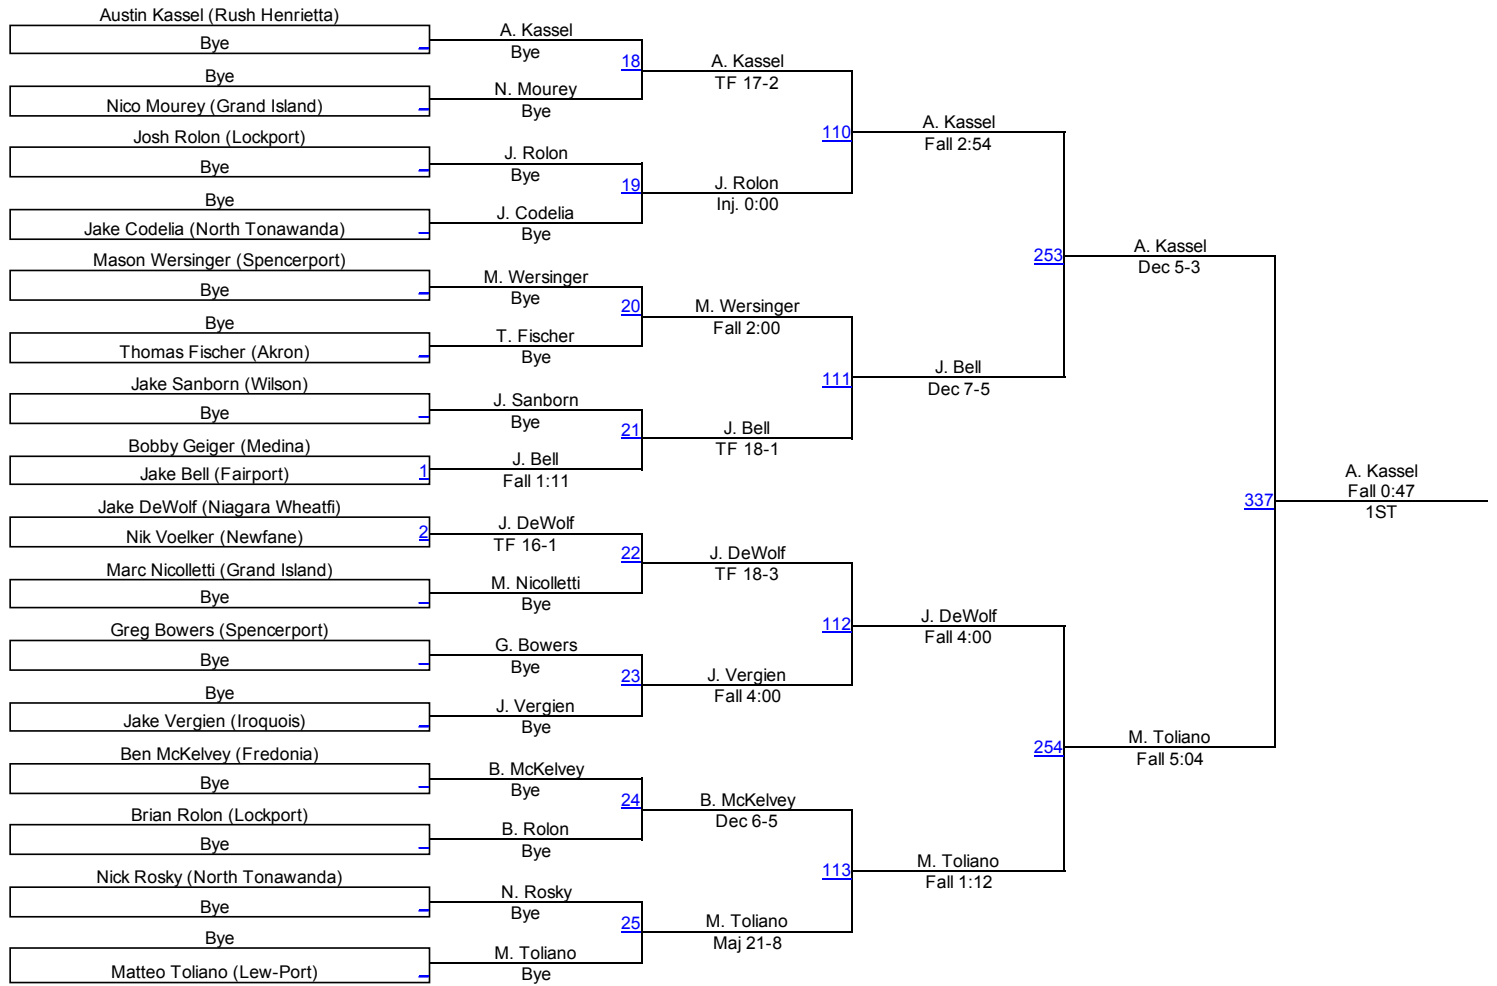 Austin Kassel (Rush Henrietta)
Bye
Bye
Nico Mourey (Grand Island)
Josh Rolon (Lockport)
Bye
Bye
Jake Codelia (North Tonawanda)
Mason Wersinger (Spencerport)
Bye
Bye
Thomas Fischer (Akron)
Jake Sanborn (Wilson)
Bye
Bobby Geiger (Medina)
Jake Bell (Fairport)
1
Jake DeWolf (Niagara Wheatfi)
Nik Voelker (Newfane)
2
Marc Nicolletti (Grand Island)
Bye
Greg Bowers (Spencerport)
Bye
Bye
Jake Vergien (Iroquois)
Ben McKelvey (Fredonia)
Bye
Brian Rolon (Lockport)
Bye
Nick Rosky (North Tonawanda)
Bye
Bye
Matteo Toliano (Lew-Port)
A. Kassel
Bye
18
N. Mourey
Bye
J. Rolon
Bye
19
J. Codelia
Bye
M. Wersinger
Bye
20
T. Fischer
Bye
J. Sanborn
Bye
21
J. Bell
Fall 1:11
J. DeWolf
TF 16-1
22
M. Nicolletti
Bye
G. Bowers
Bye
23
J. Vergien
Bye
B. McKelvey
Bye
24
B. Rolon
Bye
N. Rosky
Bye
25
M. Toliano
Bye
A. Kassel
TF 17-2
110
J. Rolon
Inj. 0:00
M. Wersinger
Fall 2:00
111
J. Bell
TF 18-1
J. DeWolf
TF 18-3
112
J. Vergien
Fall 4:00
B. McKelvey
Dec 6-5
113
M. Toliano
Maj 21-8
A. Kassel
Fall 2:54
253
J. Bell
Dec 7-5
J. DeWolf
Fall 4:00
254
M. Toliano
Fall 1:12
A. Kassel
Dec 5-3
337
M. Toliano
Fall 5:04
A. Kassel
Fall 0:47
1ST